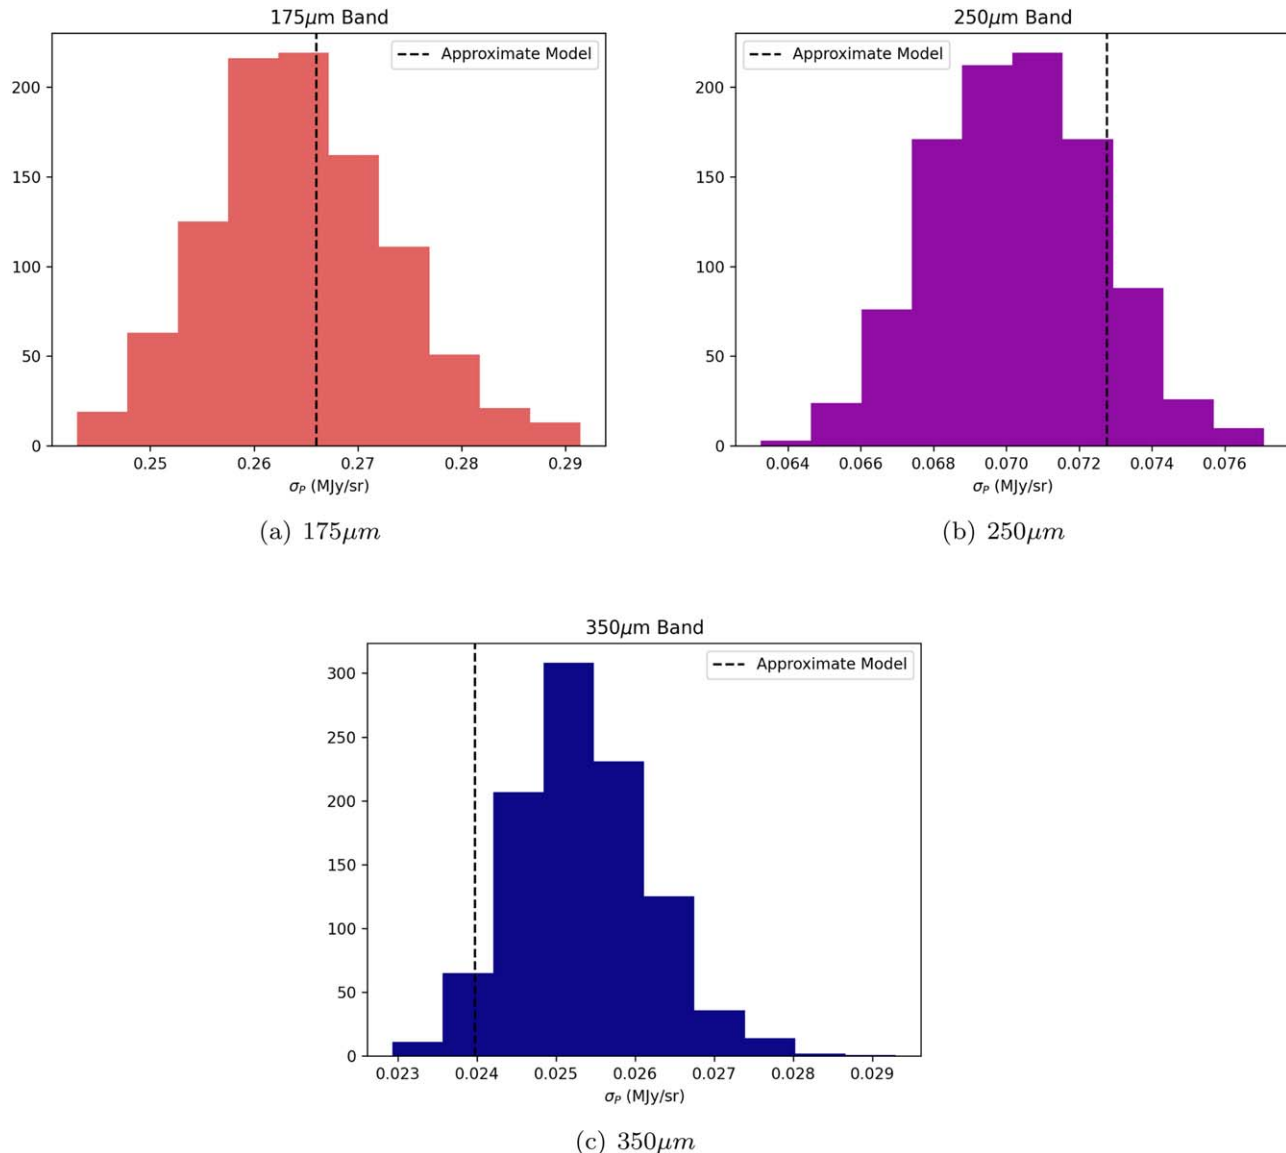 175μm Band
Approximate Model
200
150
100
50
0
0.25 0.26 0.27 0.28 0.29
σP (MJy/sr)
(a) 175μm
250μm Band
Approximate Model
200
150
100
50
0
0.064 0.066 0.068 0.070 0.072 0.074 0.076
σP (MJy/sr)
(b) 250μm
350μm Band
Approximate Model
300
250
200
150
100
50
0
0.023 0.024 0.025 0.026 0.027 0.028 0.029
σP (MJy/sr)
(c) 350μm